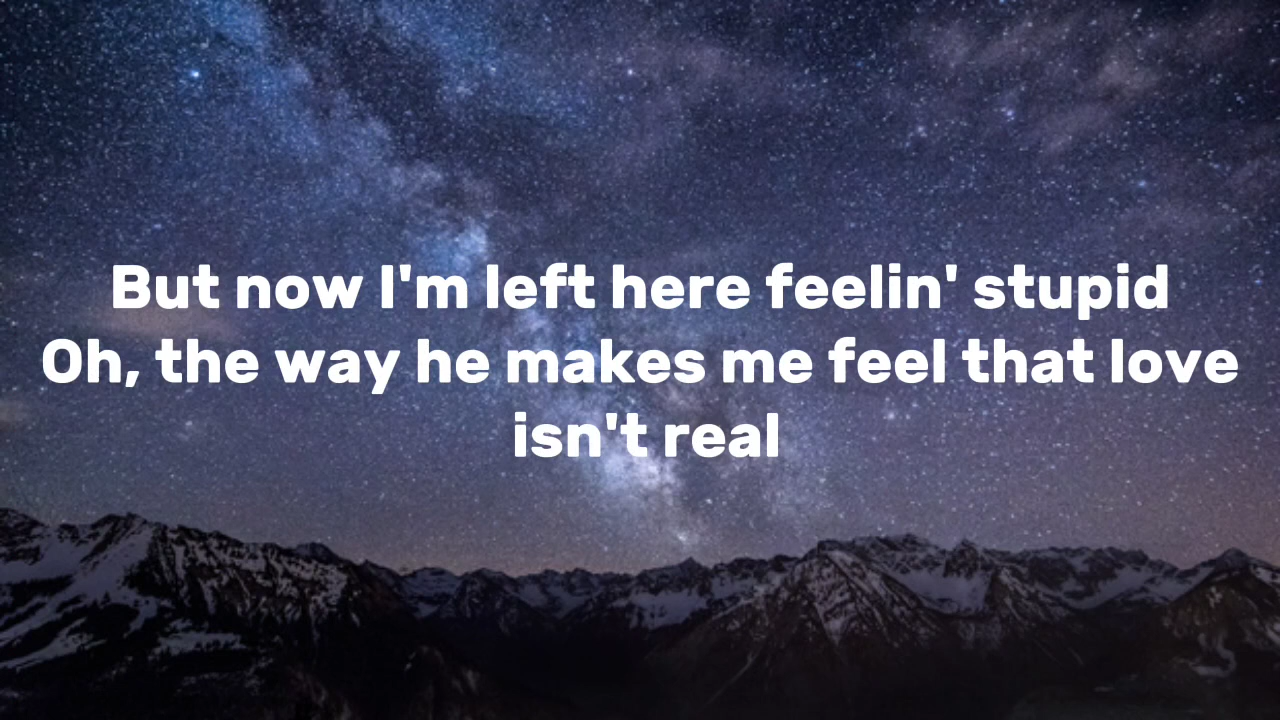 But now I'm left here feelin' stupid
Oh, the way he makes me feel that love
isn't real